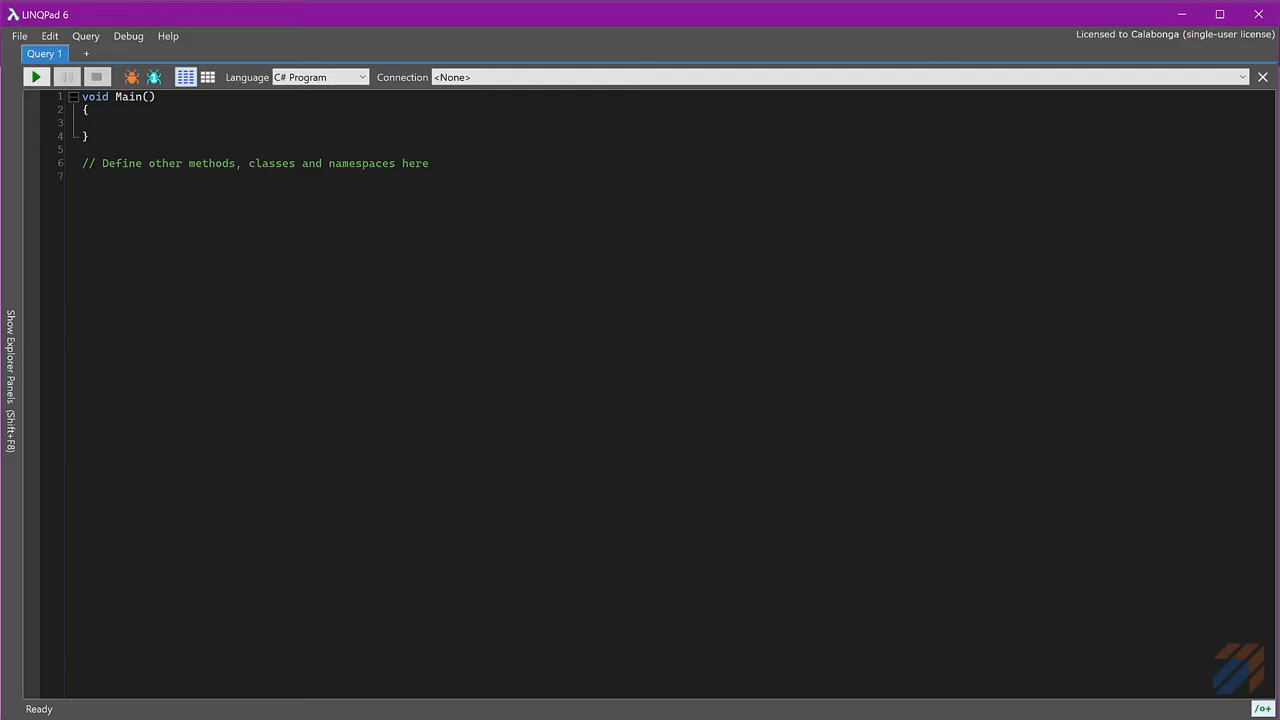 LINQPad 6
File Edit Query Debug Help
Licensed to Calabonga (single-user license)
Query 1 +
Language C# Program Connection <None>
1 void Main()
2 {
3
4 }
5
6 // Define other methods, classes and namespaces here
7
Show Explorer Panels (Shift+F8)
Ready
/o+